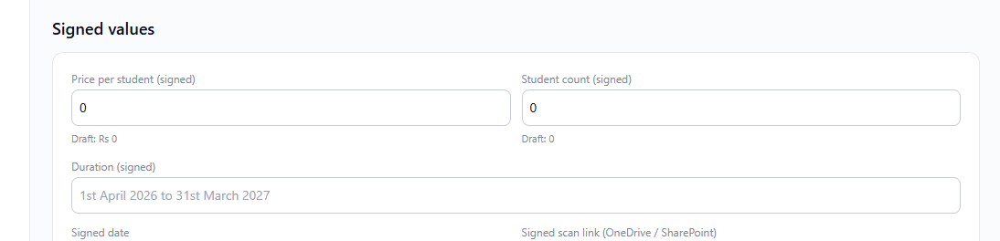 Signed values
Price per student (signed) Student count (signed)
0 0
Draft: Rs 0 Draft: 0
Duration (signed)
1st April 2026 to 31st March 2027
Signed date Signed scan link (OneDrive / SharePoint)